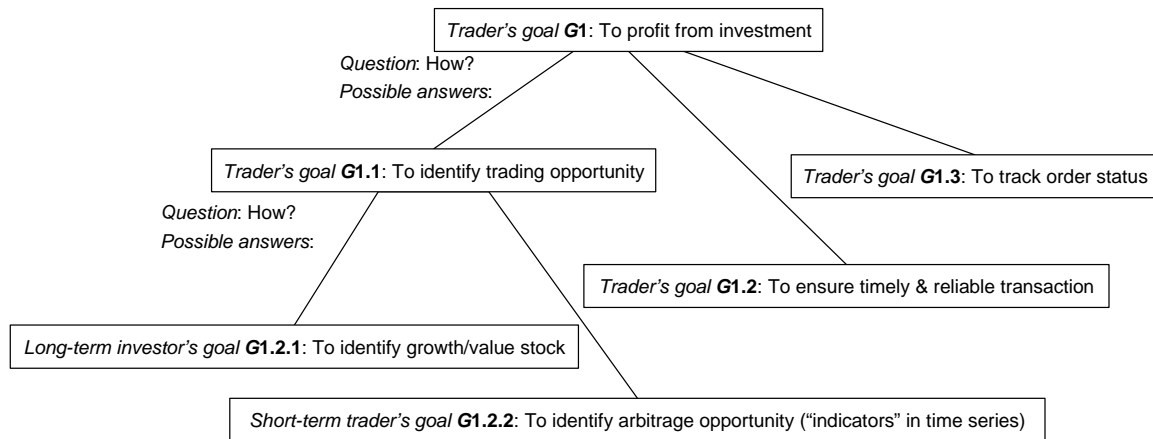 Trader's goal G1: To profit from investment
Question: How?
Possible answers:
Trader's goal G1.1: To identify trading opportunity
Trader's goal G1.3: To track order status
Question: How?
Possible answers:
Trader's goal G1.2: To ensure timely & reliable transaction
Long-term investor's goal G1.2.1: To identify growth/value stock
Short-term trader's goal G1.2.2: To identify arbitrage opportunity (“indicators” in time series)